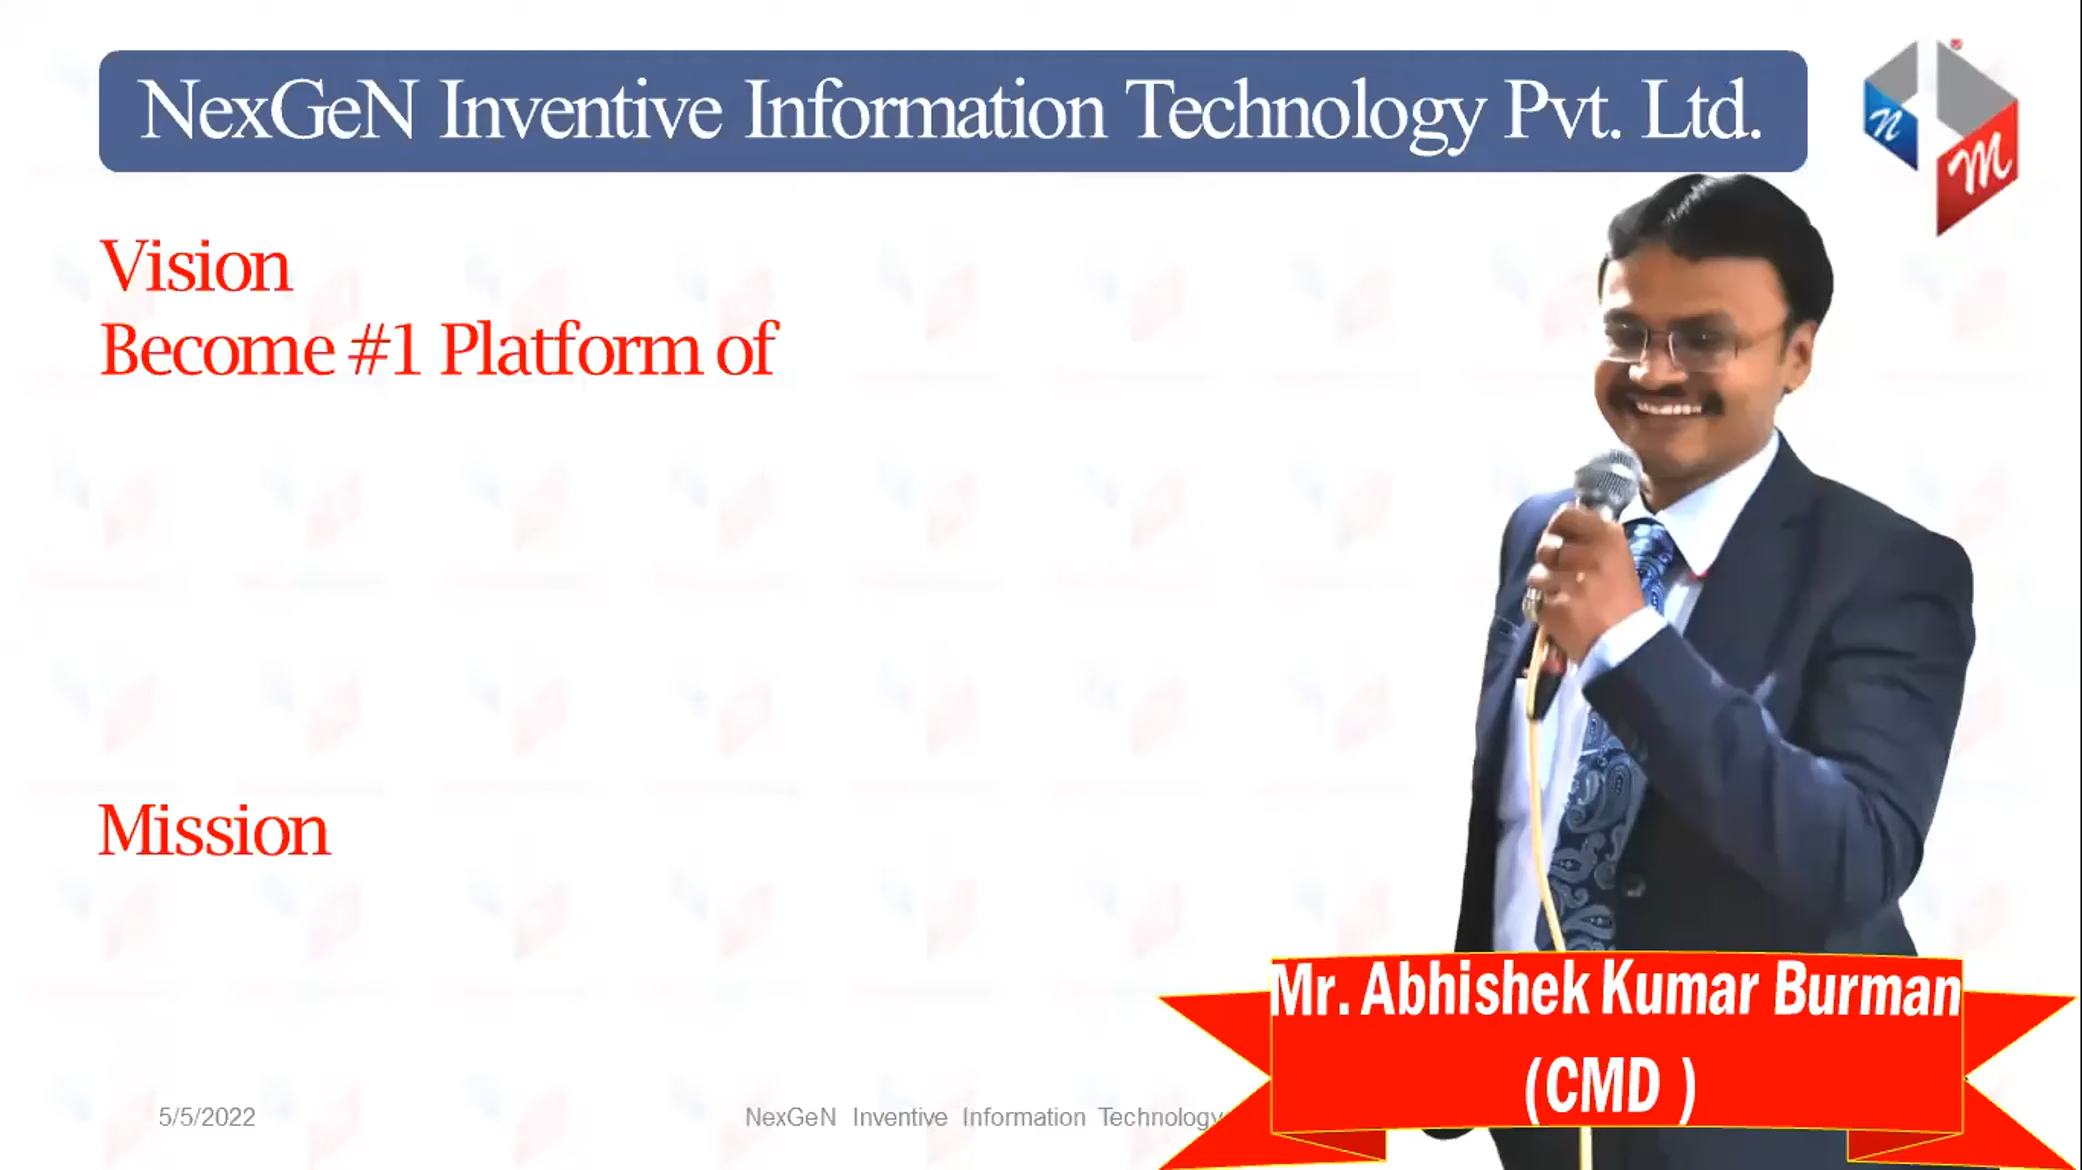 NexGeN Inventive Information Technology Pvt. Ltd.
n
m
Vision
Become #1 Platform of
Mission
Mr. Abhishek Kumar Burman
(CMD )
5/5/2022
NexGeN Inventive Information Technology